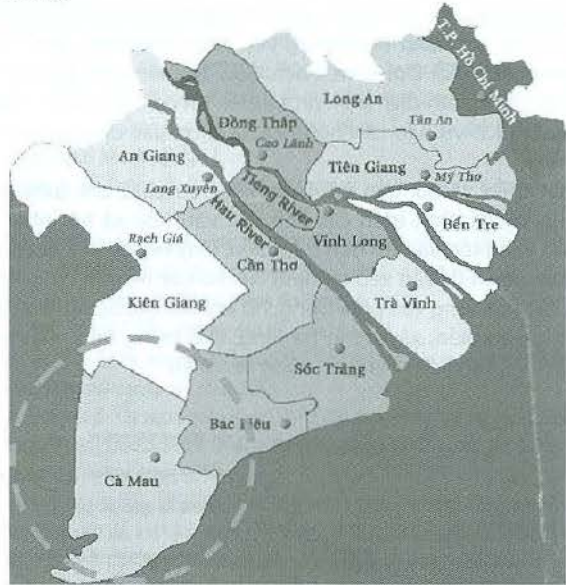 T.P. Hồ Chí Minh
Long An
Tân An
Đồng Tháp
Cao Lãnh
An Giang
Long Xuyên
Tiên Giang
Mỹ Tho
Tieng River
Hau River
Bến Tre
Vĩnh Long
Rạch Giá
Cần Thơ
Kiên Giang
Trà Vinh
Sóc Trăng
Bac Liêu
Cà Mau